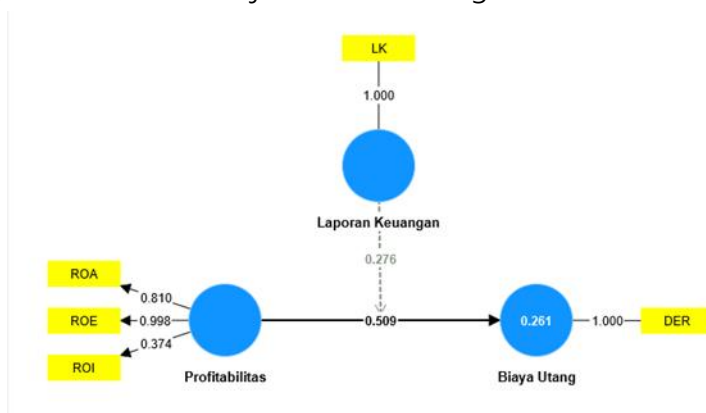 LK
1.000
Laporan Keuangan
0.276
ROA
0.810
ROE
0.998
0.509
0.261
1.000
DER
0.374
ROI
Profitabilitas
Biaya Utang